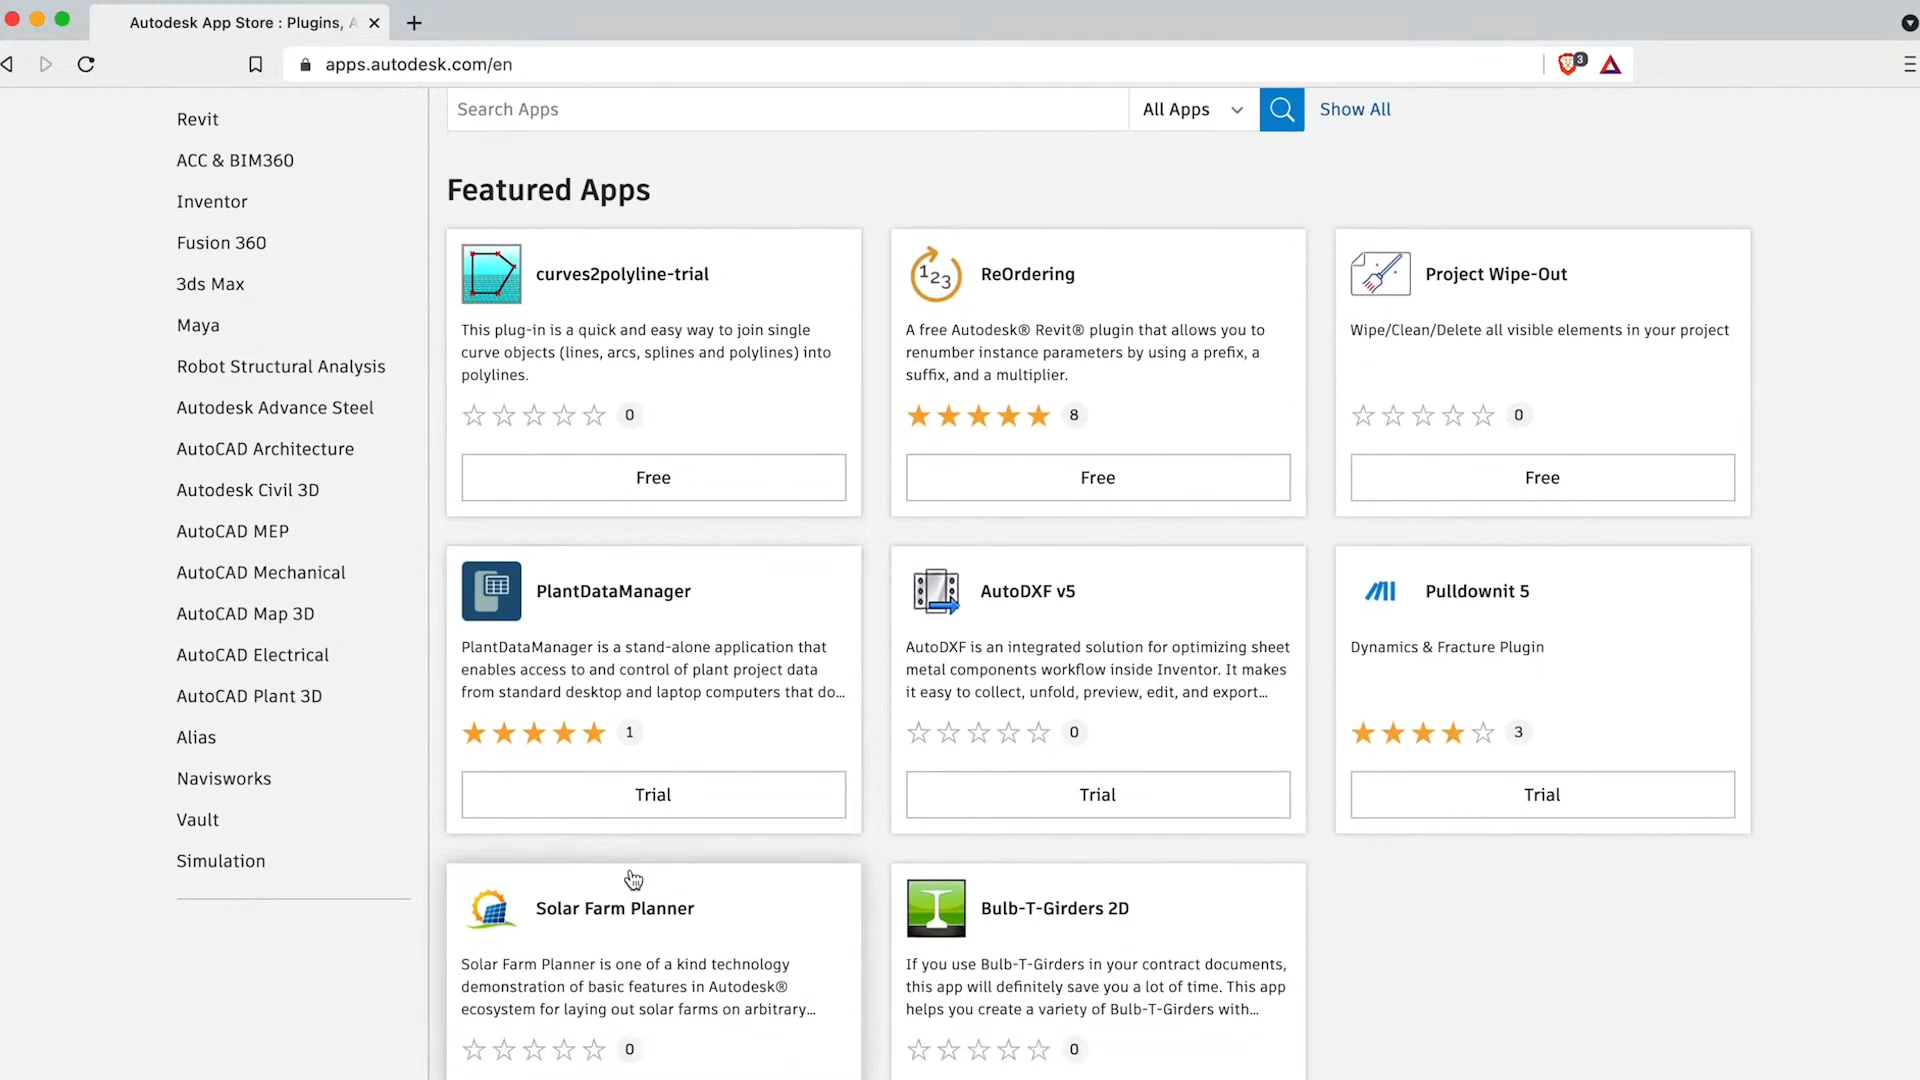 Autodesk App Store : Plugins, A
apps.autodesk.com/en
3
Search Apps
All Apps
Show All
Revit
ACC & BIM360
Inventor
Fusion 360
3ds Max
Maya
Robot Structural Analysis
Autodesk Advance Steel
AutoCAD Architecture
Autodesk Civil 3D
AutoCAD MEP
AutoCAD Mechanical
AutoCAD Map 3D
AutoCAD Electrical
AutoCAD Plant 3D
Alias
Navisworks
Vault
Simulation
Featured Apps
curves2polyline-trial
This plug-in is a quick and easy way to join single
curve objects (lines, arcs, splines and polylines) into
polylines.
0
Free
123
ReOrdering
A free Autodesk® Revit® plugin that allows you to
renumber instance parameters by using a prefix, a
suffix, and a multiplier.
8
Free
Project Wipe-Out
Wipe/Clean/Delete all visible elements in your project
0
Free
PlantDataManager
PlantDataManager is a stand-alone application that
enables access to and control of plant project data
from standard desktop and laptop computers that do...
1
Trial
AutoDXF v5
AutoDXF is an integrated solution for optimizing sheet
metal components workflow inside Inventor. It makes
it easy to collect, unfold, preview, edit, and export...
0
Trial
Pulldownit 5
Dynamics & Fracture Plugin
3
Trial
Solar Farm Planner
Solar Farm Planner is one of a kind technology
demonstration of basic features in Autodesk®
ecosystem for laying out solar farms on arbitrary...
0
Bulb-T-Girders 2D
If you use Bulb-T-Girders in your contract documents,
this app will definitely save you a lot of time. This app
helps you create a variety of Bulb-T-Girders with...
0